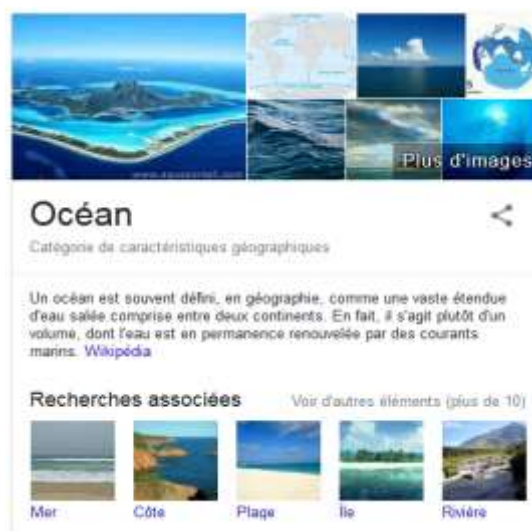 Plus d'images
Océan
Catégorie de caractéristiques géographiques
Un océan est souvent défini, en géographie, comme une vaste étendue
d'eau salée comprise entre deux continents. En fait, il s'agit plutôt d'un
volume, dont l'eau est en permanence renouvelée par des courants
marins. Wikipédia
Recherches associées Voir d'autres éléments (plus de 10)
Mer Côte Plage Île Rivière